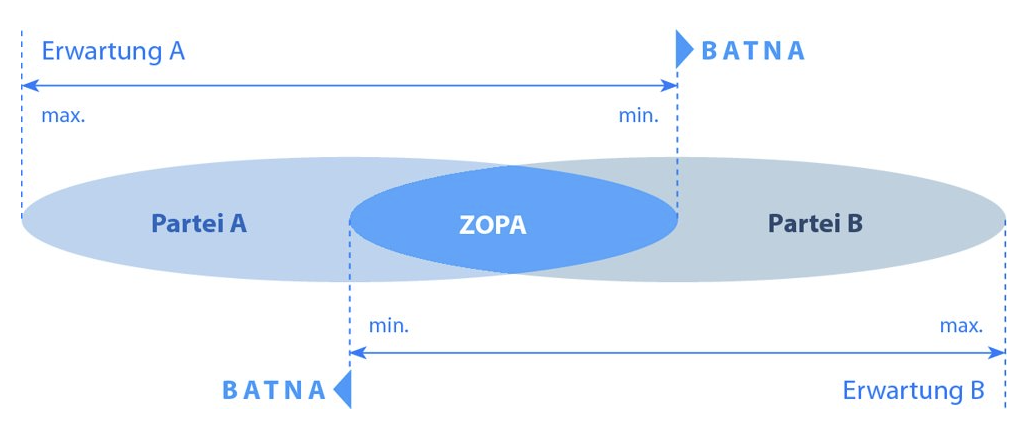 Erwartung A
BATNA
max.
min.
Partei A
ZOPA
Partei B
min.
max.
BATNA
Erwartung B